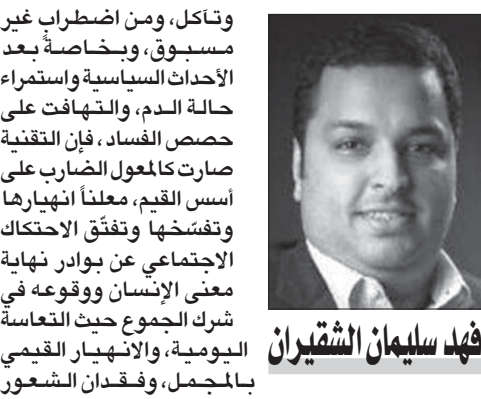 وتآكل، ومن اضطرابٍ غير
مسبوق، وبخاصةً بعد
الأحداث السياسية واستمراء
حالة الدم، والتهافت على
حصص الفساد، فإن التقنية
صارت كالمعول الضارب على
أسس القيم، معلناً انهيارها
وتفسّخها وتفتّق الاحتكاك
الاجتماعي عن بوادر نهاية
معنى الإنسان ووقوعه في
شرك الجموع حيث التعاسة
اليومية، والانهيار القيمي
بالمجمل، وفقدان الشعور
فهد سليمان الشقيران